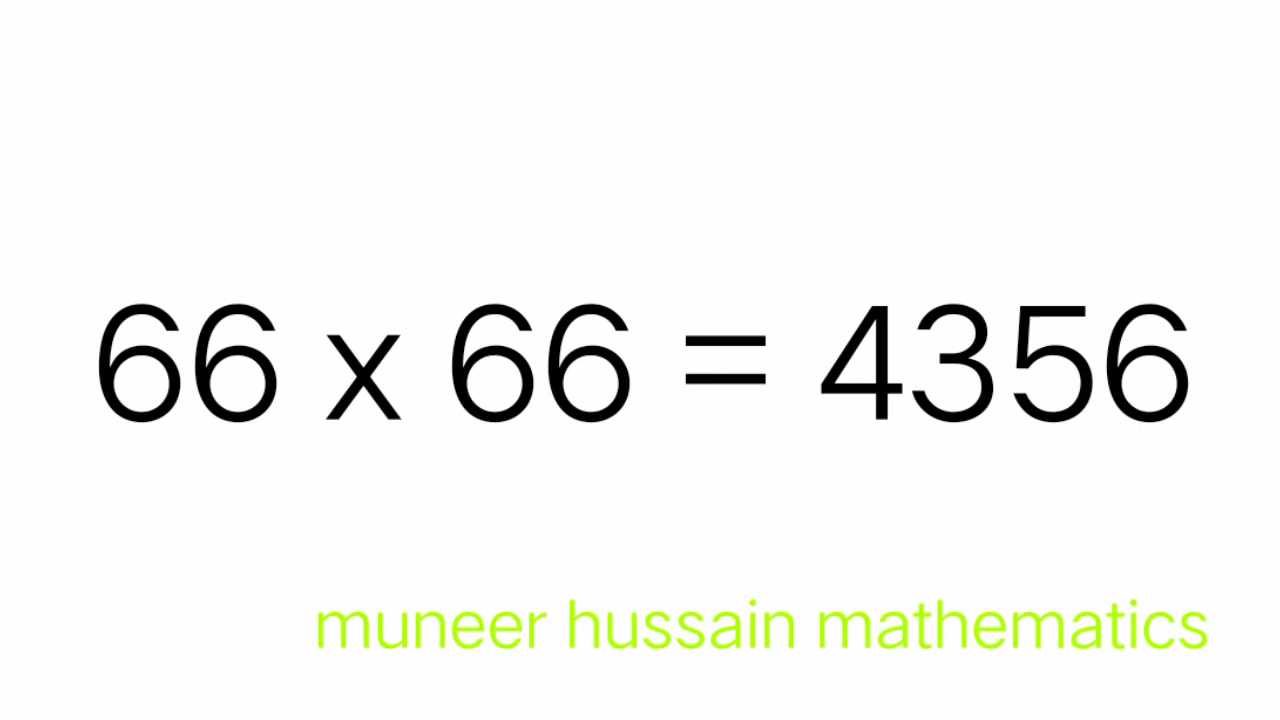 66 x 66 = 4356
muneer hussain mathematics